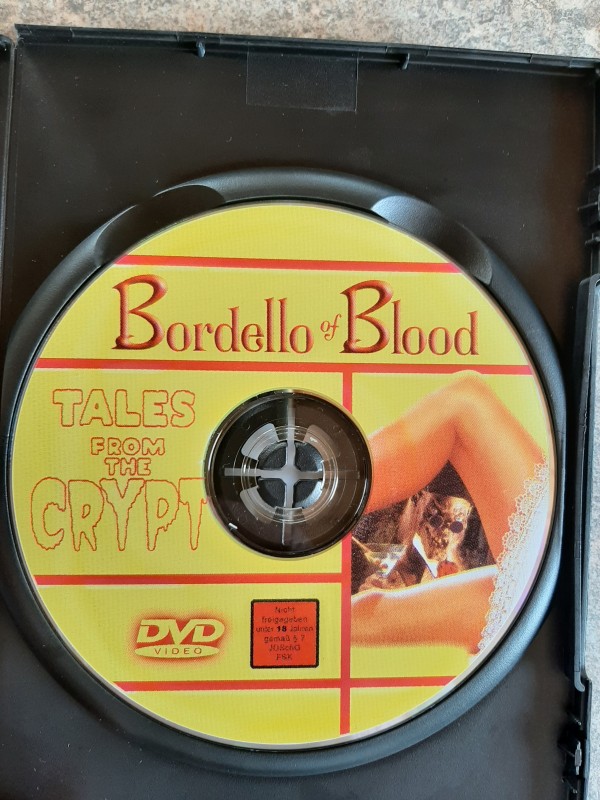 Bordello of Blood
TALES
FROM
THE
CRYPT
DVD
VIDEO
Nicht
freigegeben
unter 18 Jahren
gemäß § 7
JÖSchG
FSK